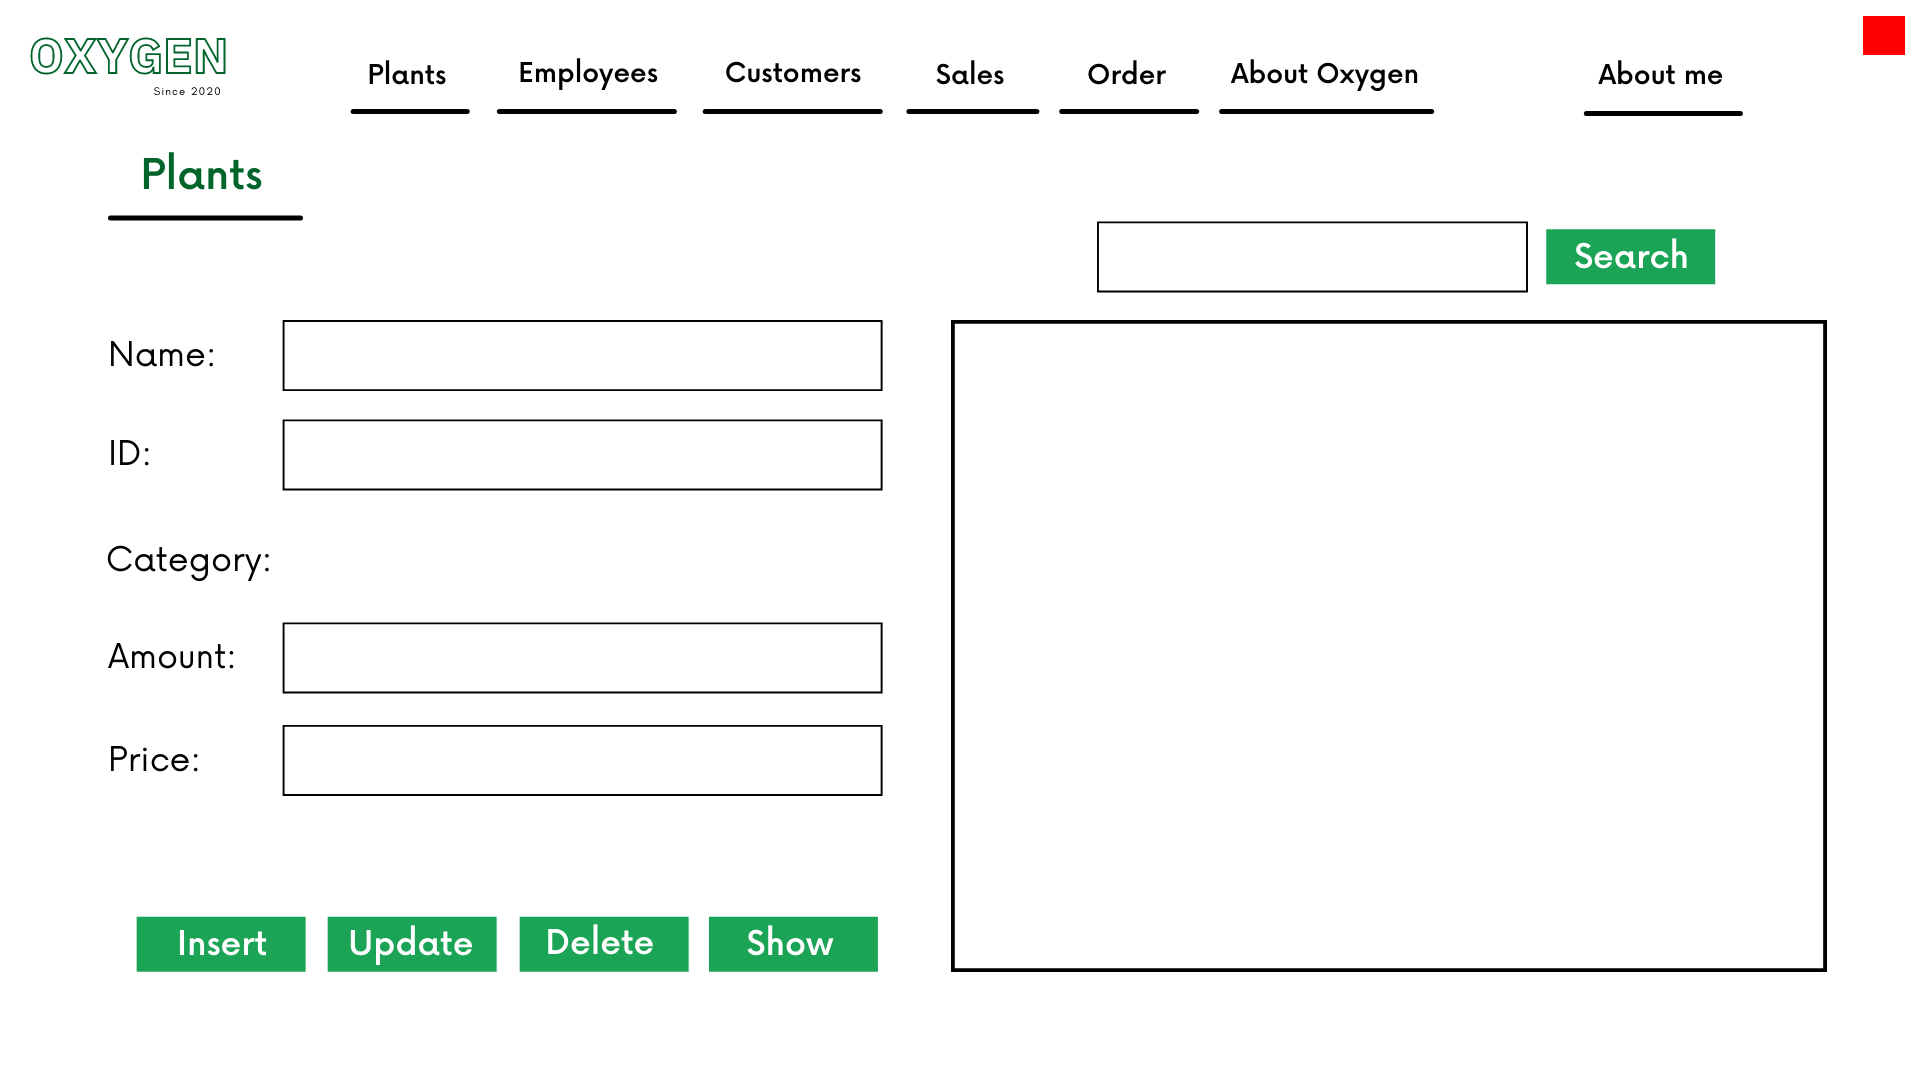 OXYGEN
Since 2020
Plants
Employees
Customers
Sales
Order
About Oxygen
About me
Plants
Search
Name:
ID:
Category:
Amount:
Price:
Insert
Update
Delete
Show